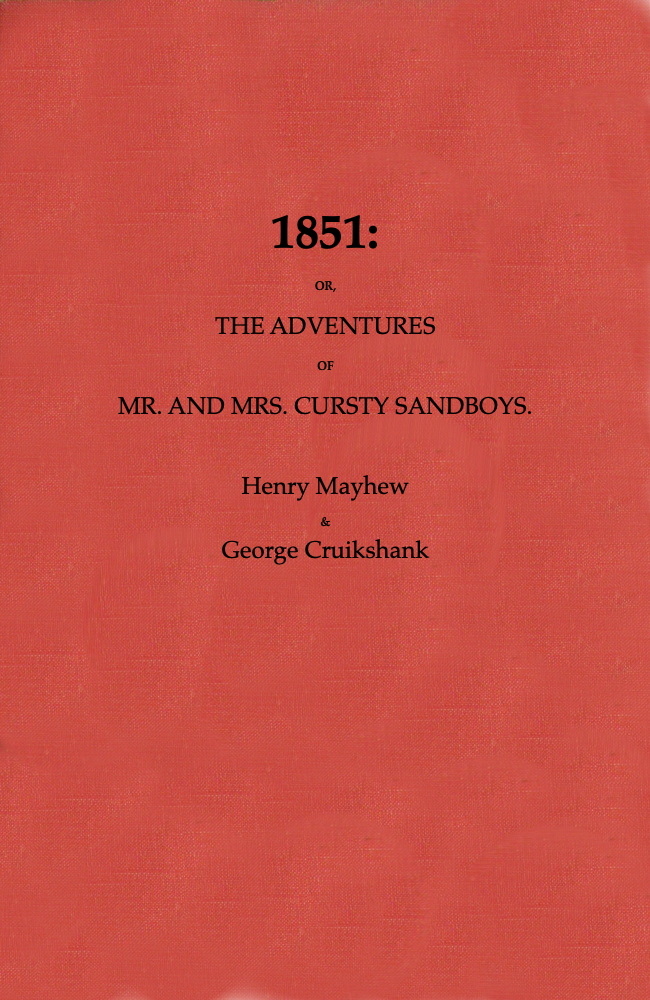 1851:
OR,
THE ADVENTURES
OF
MR. AND MRS. CURSTY SANDBOYS.
Henry Mayhew
&
George Cruikshank